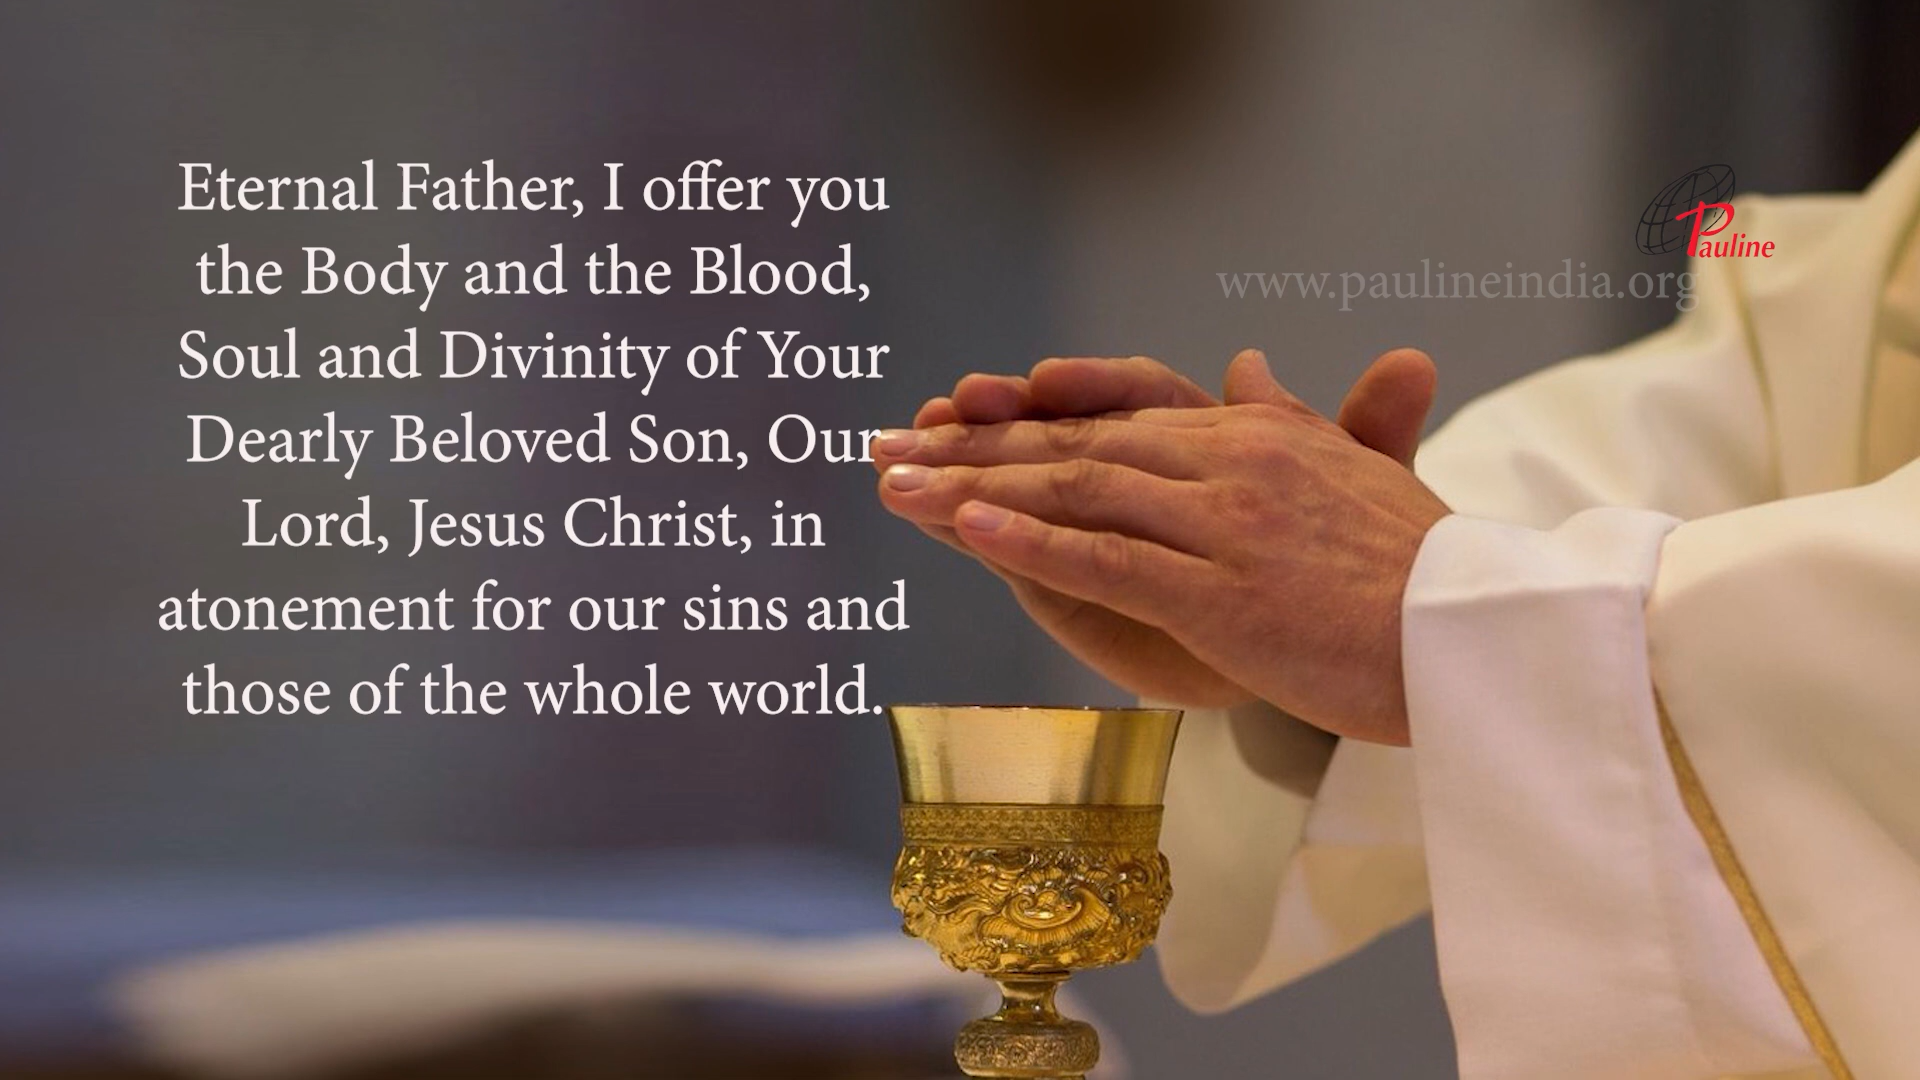 Eternal Father, I offer you
the Body and the Blood,
Soul and Divinity of Your
Dearly Beloved Son, Our
Lord, Jesus Christ, in
atonement for our sins and
those of the whole world.
Pauline
www.paulineindia.org